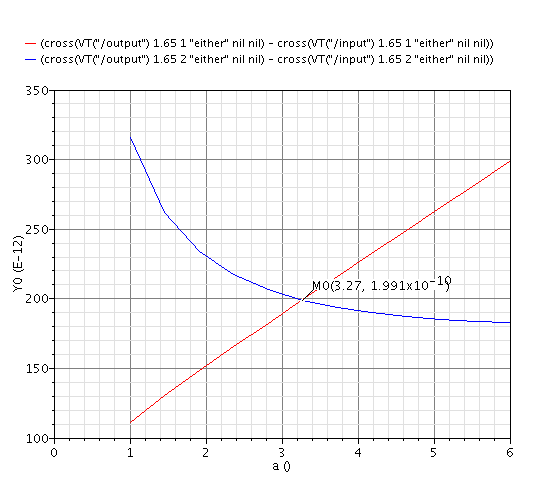 (cross(VT("/output") 1.65 1 "either" nil nil) - cross(VT("/input") 1.65 1 "either" nil nil))
(cross(VT("/output") 1.65 2 "either" nil nil) - cross(VT("/input") 1.65 2 "either" nil nil))
350
300
250
200
150
100
Y0 (E-12)
M0(3.27, 1.991x10⁻¹⁰)
0
1
2
3
4
5
6
a ()